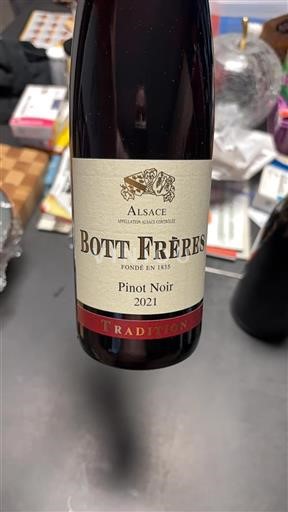 ALSACE
APPELLATION ALSACE CONTRÔLÉE
BOTT FRÈRES
FONDÉ EN 1835
Pinot Noir
2021
TRADITION